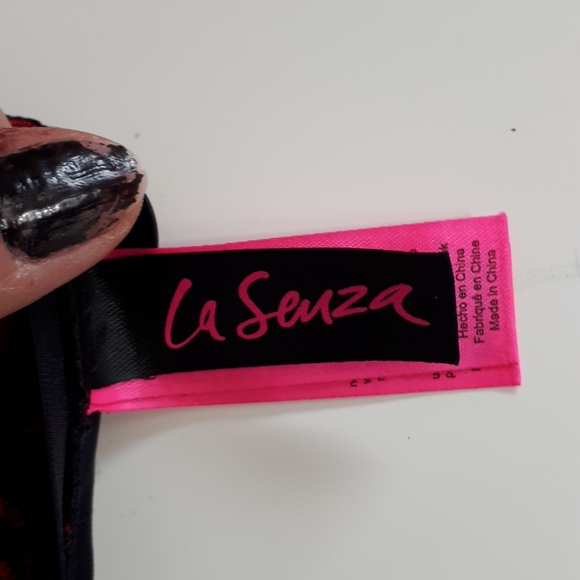 la Senza
Hecho en China
Fabriqué en Chine
Made in China